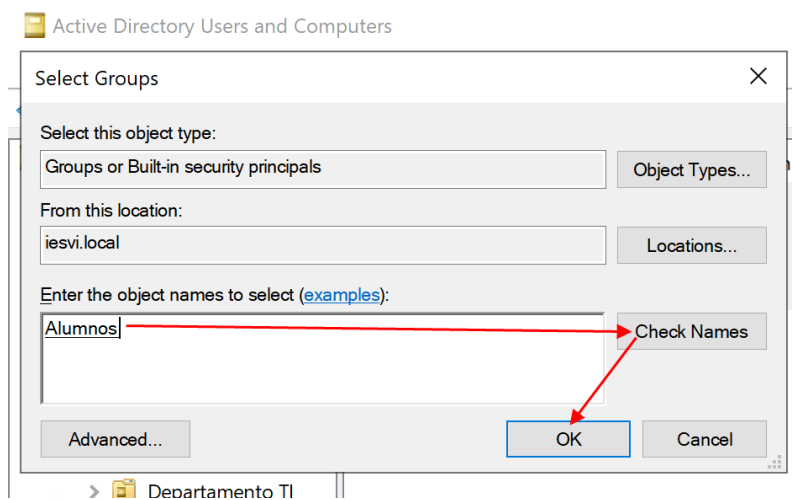 Active Directory Users and Computers
Select Groups
Select this object type:
Groups or Built-in security principals
Object Types...
From this location:
iesvi.local
Locations...
Enter the object names to select (examples):
Alumnos
Check Names
Advanced...
OK
Cancel
Departamento TI